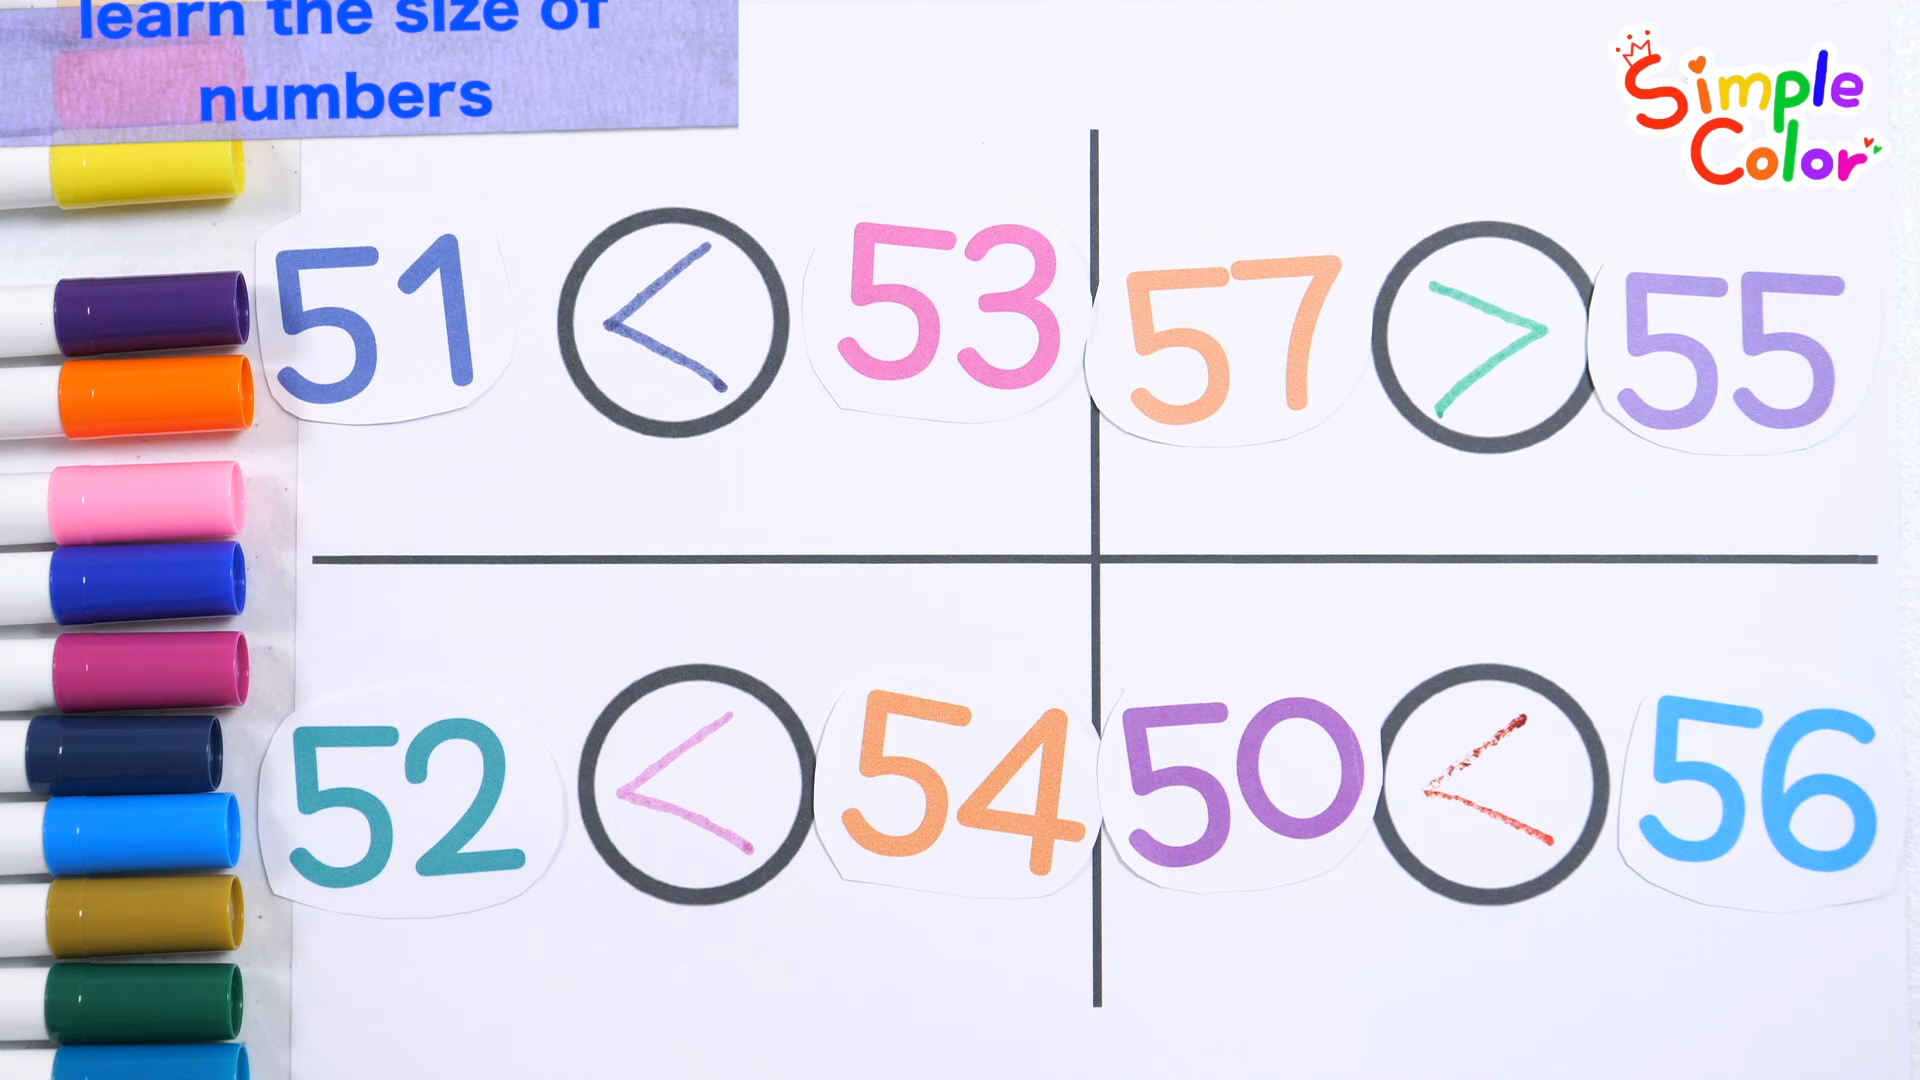 learn the size of
numbers
Simple
Color
51 < 53
57 > 55
52 < 54
50 < 56